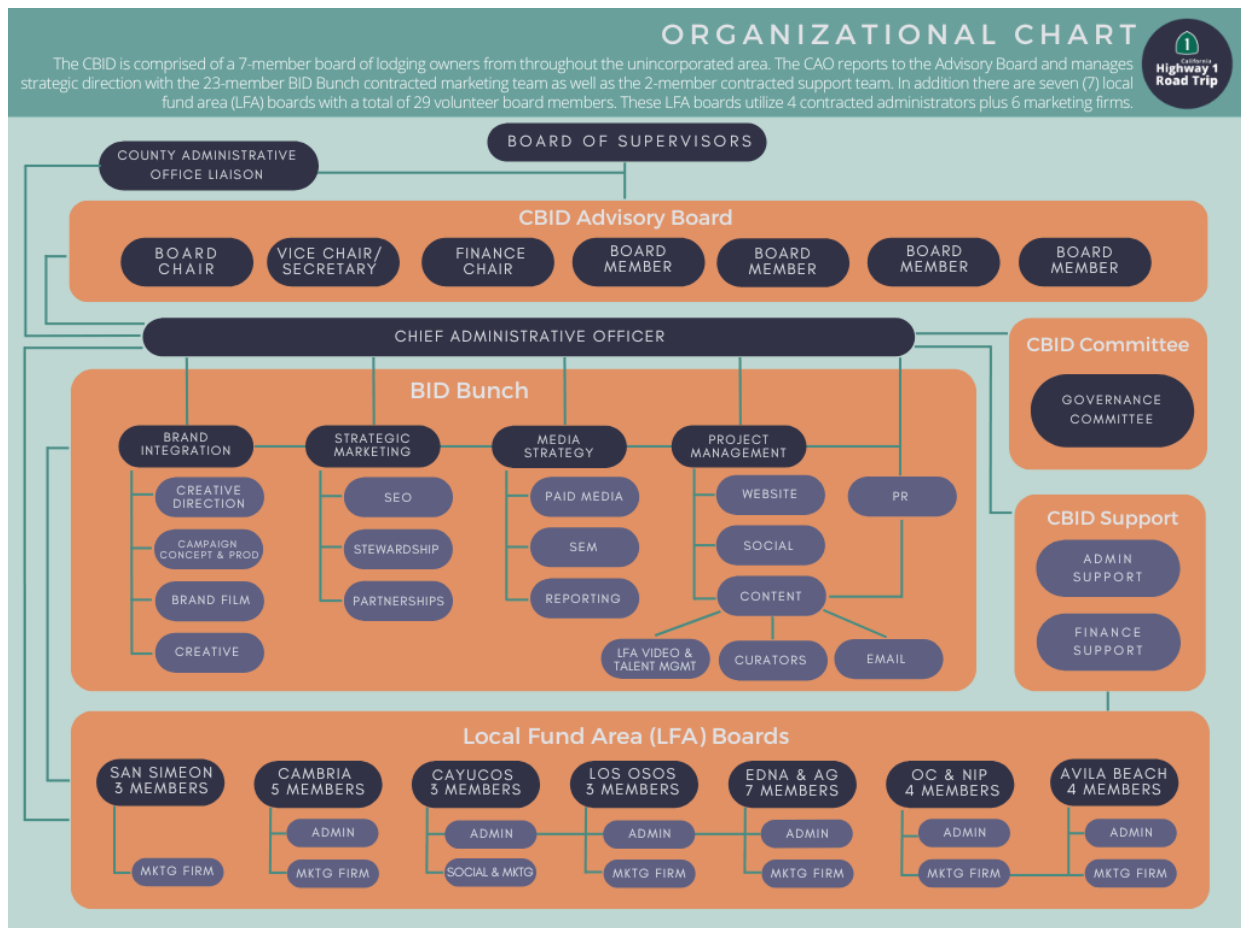 ORGANIZATIONAL CHART
The CBID is comprised of a 7-member board of lodging owners from throughout the unincorporated area. The CAO reports to the Advisory Board and manages
strategic direction with the 23-member BID Bunch contracted marketing team as well as the 2-member contracted support team. In addition there are seven (7) local
fund area (LFA) boards with a total of 29 volunteer board members. These LFA boards utilize 4 contracted administrators plus 6 marketing firms.
1
California
Highway 1
Road Trip
BOARD OF SUPERVISORS
COUNTY ADMINISTRATIVE
OFFICE LIAISON
CBID Advisory Board
BOARD
CHAIR
VICE CHAIR/
SECRETARY
FINANCE
CHAIR
BOARD
MEMBER
BOARD
MEMBER
BOARD
MEMBER
BOARD
MEMBER
CHIEF ADMINISTRATIVE OFFICER
CBID Committee
GOVERNANCE
COMMITTEE
BID Bunch
BRAND
INTEGRATION
CREATIVE
DIRECTION
CAMPAIGN
CONCEPT & PROD
BRAND FILM
CREATIVE
STRATEGIC
MARKETING
SEO
STEWARDSHIP
PARTNERSHIPS
MEDIA
STRATEGY
PAID MEDIA
SEM
REPORTING
PROJECT
MANAGEMENT
WEBSITE
SOCIAL
CONTENT
PR
LFA VIDEO &
TALENT MGMT
CURATORS
EMAIL
CBID Support
ADMIN
SUPPORT
FINANCE
SUPPORT
Local Fund Area (LFA) Boards
SAN SIMEON
3 MEMBERS
MKTG FIRM
CAMBRIA
5 MEMBERS
ADMIN
MKTG FIRM
CAYUCOS
3 MEMBERS
ADMIN
SOCIAL & MKTG
LOS OSOS
3 MEMBERS
ADMIN
MKTG FIRM
EDNA & AG
7 MEMBERS
ADMIN
MKTG FIRM
OC & NIP
4 MEMBERS
ADMIN
MKTG FIRM
AVILA BEACH
4 MEMBERS
ADMIN
MKTG FIRM